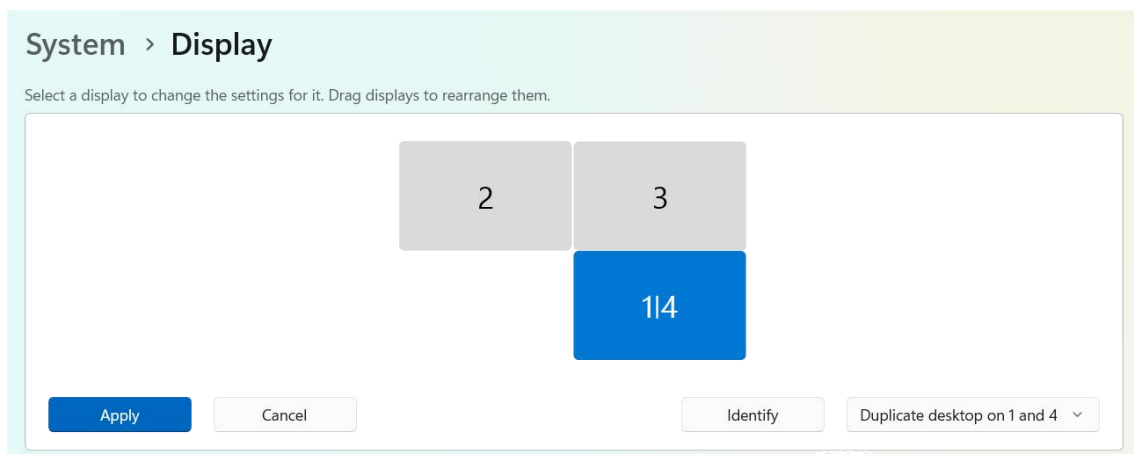 System > Display
Select a display to change the settings for it. Drag displays to rearrange them.
2 3
1|4
Apply Cancel Identify Duplicate desktop on 1 and 4